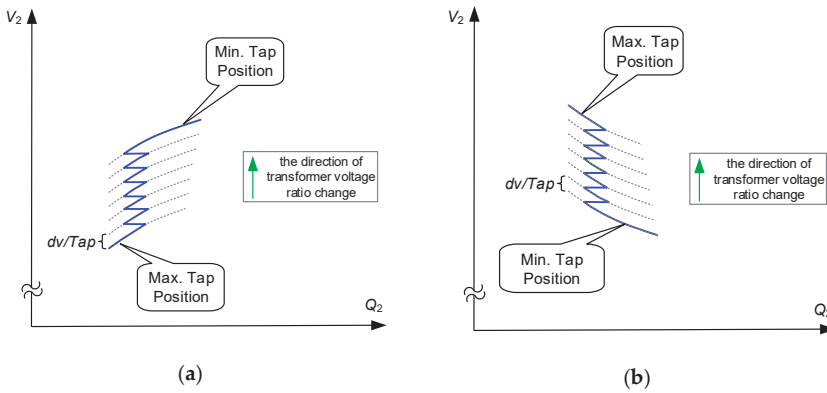 V2
Min. Tap
Position
the direction of
transformer voltage
ratio change
dv/Tap
Max. Tap
Position
Q2
(a)
V2
Max. Tap
Position
the direction of
transformer voltage
ratio change
dv/Tap
Min. Tap
Position
Q2
(b)